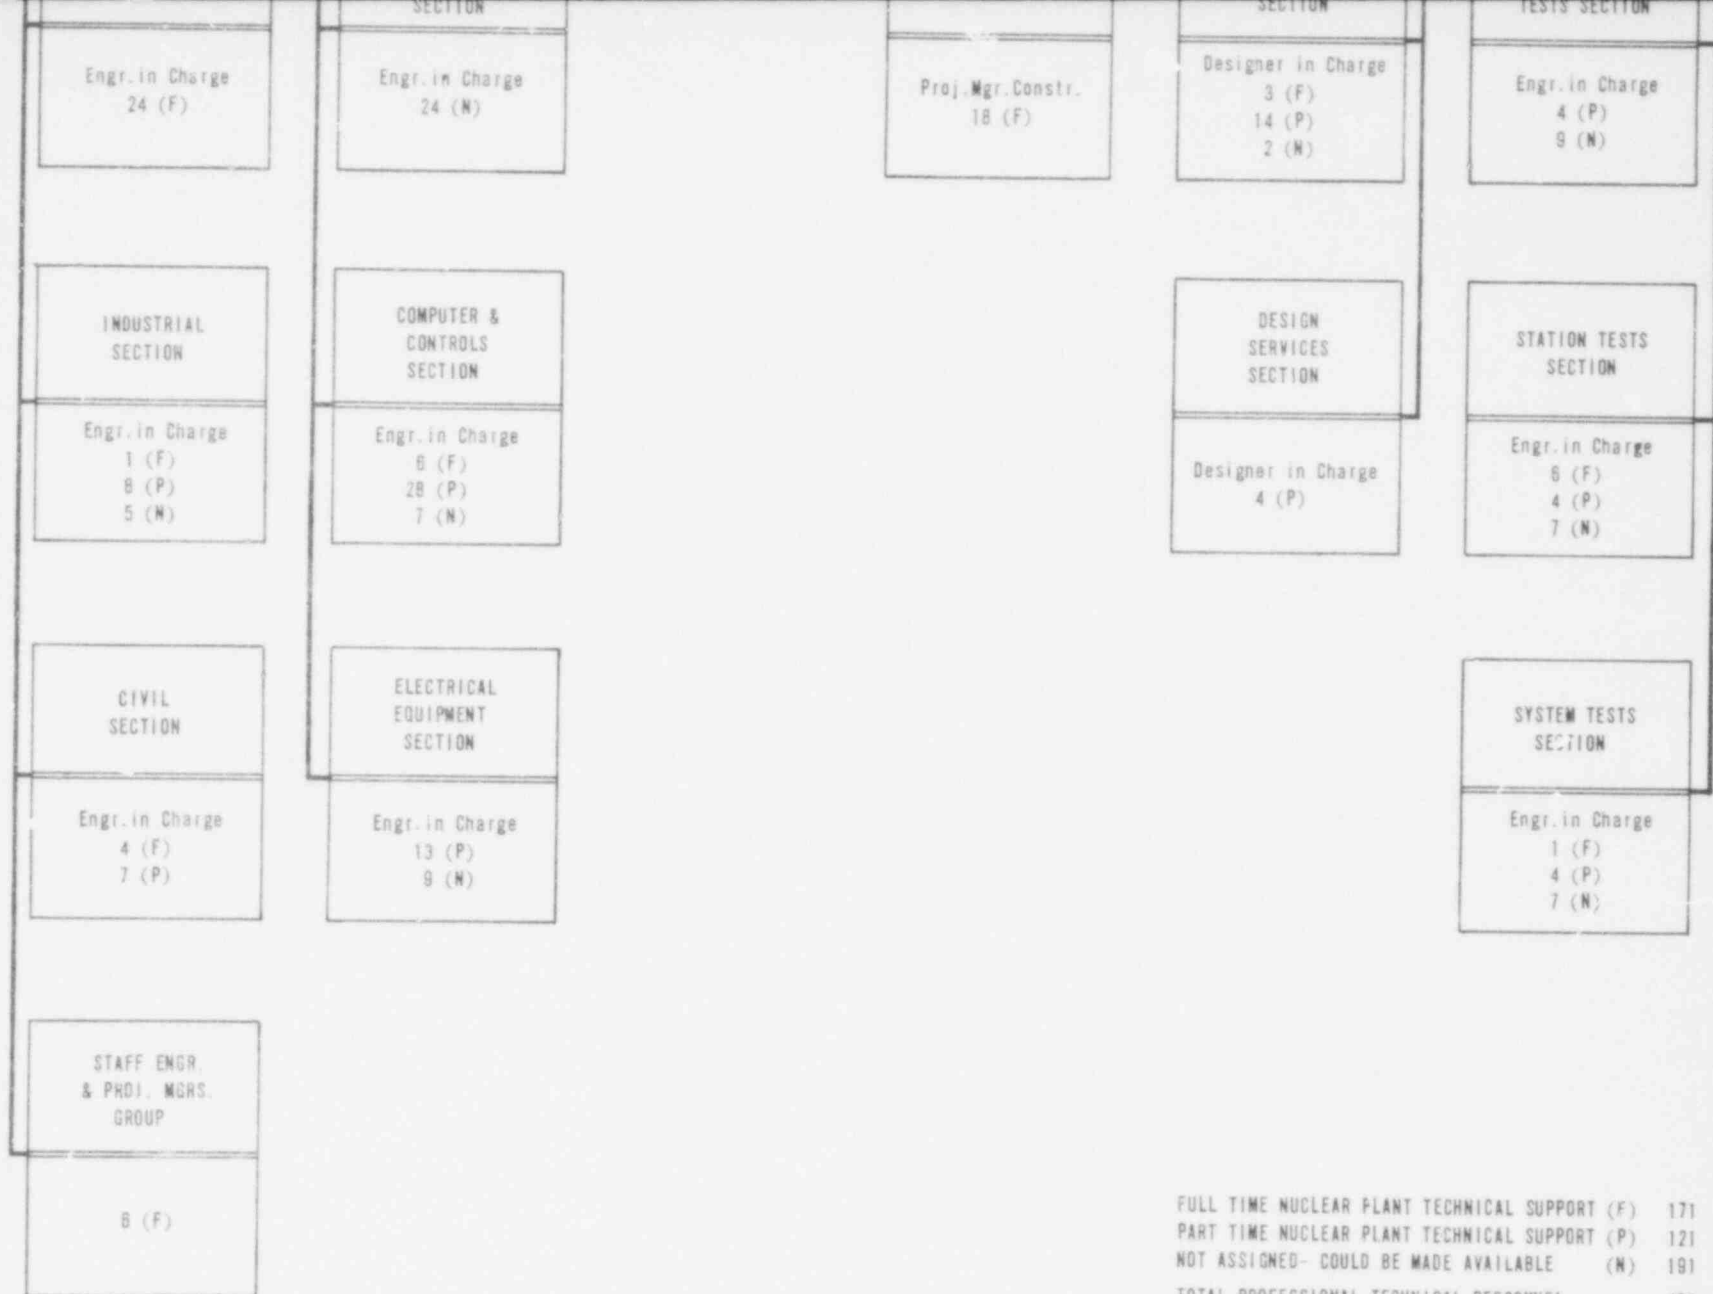 SECTION
SECTION
TESTS SECTION
Engr.in Charge
24 (F)
Engr.in Charge
24 (N)
Proj.Mgr.Constr.
18 (F)
Designer in Charge
3 (F)
14 (P)
2 (N)
Engr.in Charge
4 (P)
9 (N)
INDUSTRIAL
SECTION
Engr.in Charge
1 (F)
8 (P)
5 (N)
COMPUTER &
CONTROLS
SECTION
Engr.in Charge
6 (F)
28 (P)
7 (N)
DESIGN
SERVICES
SECTION
Designer in Charge
4 (P)
STATION TESTS
SECTION
Engr.in Charge
6 (F)
4 (P)
7 (N)
CIVIL
SECTION
Engr.in Charge
4 (F)
7 (P)
ELECTRICAL
EQUIPMENT
SECTION
Engr.in Charge
13 (P)
9 (N)
SYSTEM TESTS
SECTION
Engr.in Charge
1 (F)
4 (P)
7 (N)
STAFF ENGR.
& PROJ. MGRS.
GROUP
(F)
FULL TIME NUCLEAR PLANT TECHNICAL SUPPORT (F) 171
PART TIME NUCLEAR PLANT TECHNICAL SUPPORT (P) 121
NOT ASSIGNED- COULD BE MADE AVAILABLE (N)
TOTAL PROFESSIONAL TECHNICAL PERSONNEL